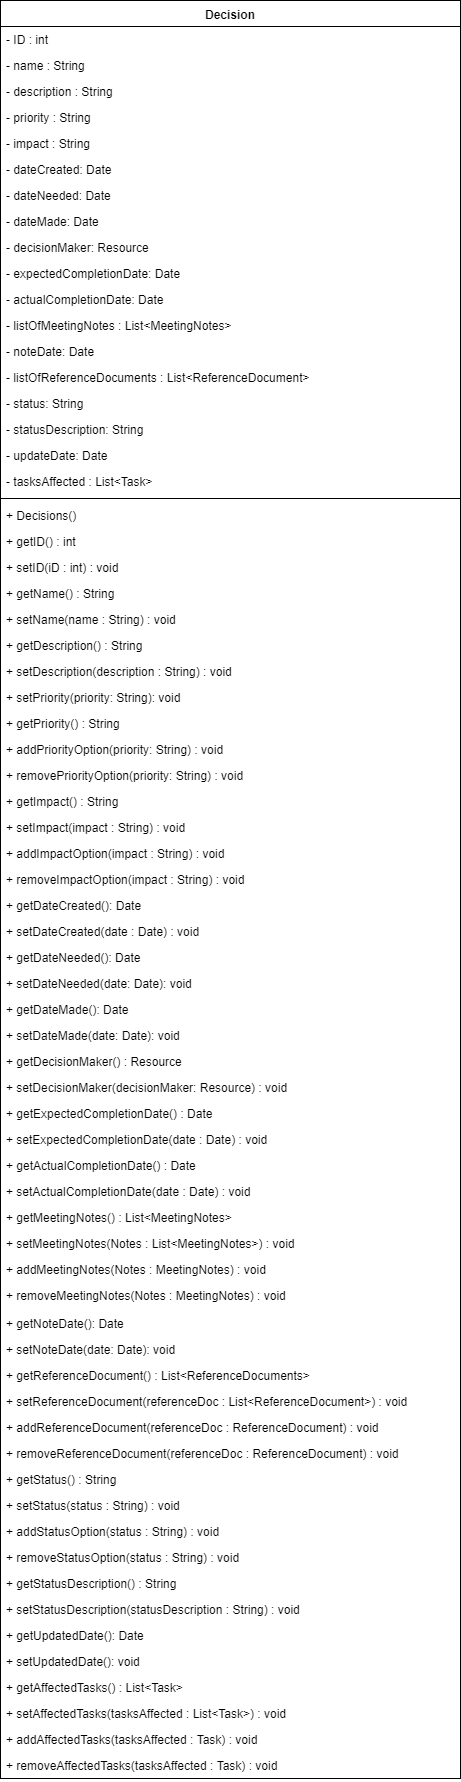 Decision
- ID : int
- name : String
- description : String
- priority : String
- impact : String
- dateCreated: Date
- dateNeeded: Date
- dateMade: Date
- decisionMaker: Resource
- expectedCompletionDate: Date
- actualCompletionDate: Date
- listOfMeetingNotes : List<MeetingNotes>
- noteDate: Date
- listOfReferenceDocuments : List<ReferenceDocument>
- status: String
- statusDescription: String
- updateDate: Date
- tasksAffected : List<Task>
+ Decisions()
+ getID() : int
+ setID(iD : int) : void
+ getName() : String
+ setName(name : String) : void
+ getDescription() : String
+ setDescription(description : String) : void
+ setPriority(priority: String): void
+ getPriority() : String
+ addPriorityOption(priority: String) : void
+ removePriorityOption(priority: String) : void
+ getImpact() : String
+ setImpact(impact : String) : void
+ addImpactOption(impact : String) : void
+ removeImpactOption(impact : String) : void
+ getDateCreated(): Date
+ setDateCreated(date : Date) : void
+ getDateNeeded(): Date
+ setDateNeeded(date: Date): void
+ getDateMade(): Date
+ setDateMade(date: Date): void
+ getDecisionMaker() : Resource
+ setDecisionMaker(decisionMaker: Resource) : void
+ getExpectedCompletionDate() : Date
+ setExpectedCompletionDate(date : Date) : void
+ getActualCompletionDate() : Date
+ setActualCompletionDate(date : Date) : void
+ getMeetingNotes() : List<MeetingNotes>
+ setMeetingNotes(Notes : List<MeetingNotes>) : void
+ addMeetingNotes(Notes : MeetingNotes) : void
+ removeMeetingNotes(Notes : MeetingNotes) : void
+ getNoteDate(): Date
+ setNoteDate(date: Date): void
+ getReferenceDocument() : List<ReferenceDocuments>
+ setReferenceDocument(referenceDoc : List<ReferenceDocument>) : void
+ addReferenceDocument(referenceDoc : ReferenceDocument) : void
+ removeReferenceDocument(referenceDoc : ReferenceDocument) : void
+ getStatus() : String
+ setStatus(status : String) : void
+ addStatusOption(status : String) : void
+ removeStatusOption(status : String) : void
+ getStatusDescription() : String
+ setStatusDescription(statusDescription : String) : void
+ getUpdatedDate(): Date
+ setUpdatedDate(): void
+ getAffectedTasks() : List<Task>
+ setAffectedTasks(tasksAffected : List<Task>) : void
+ addAffectedTasks(tasksAffected : Task) : void
+ removeAffectedTasks(tasksAffected : Task) : void